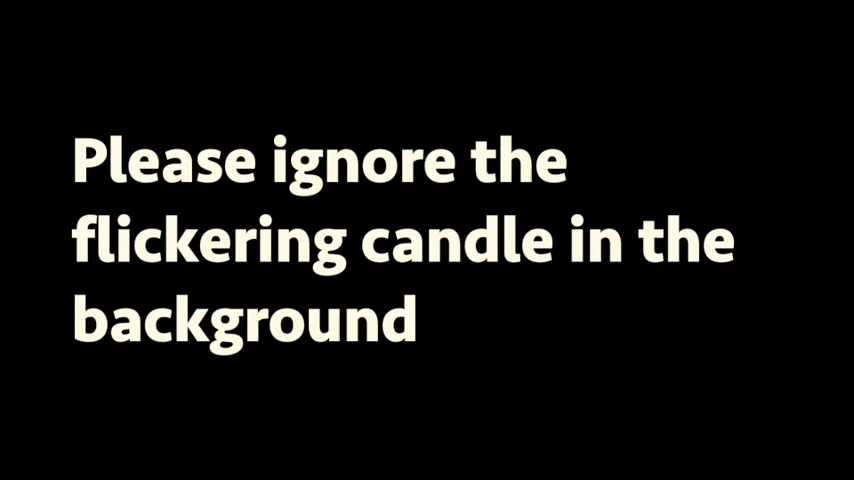 Please ignore the
flickering candle in the
background